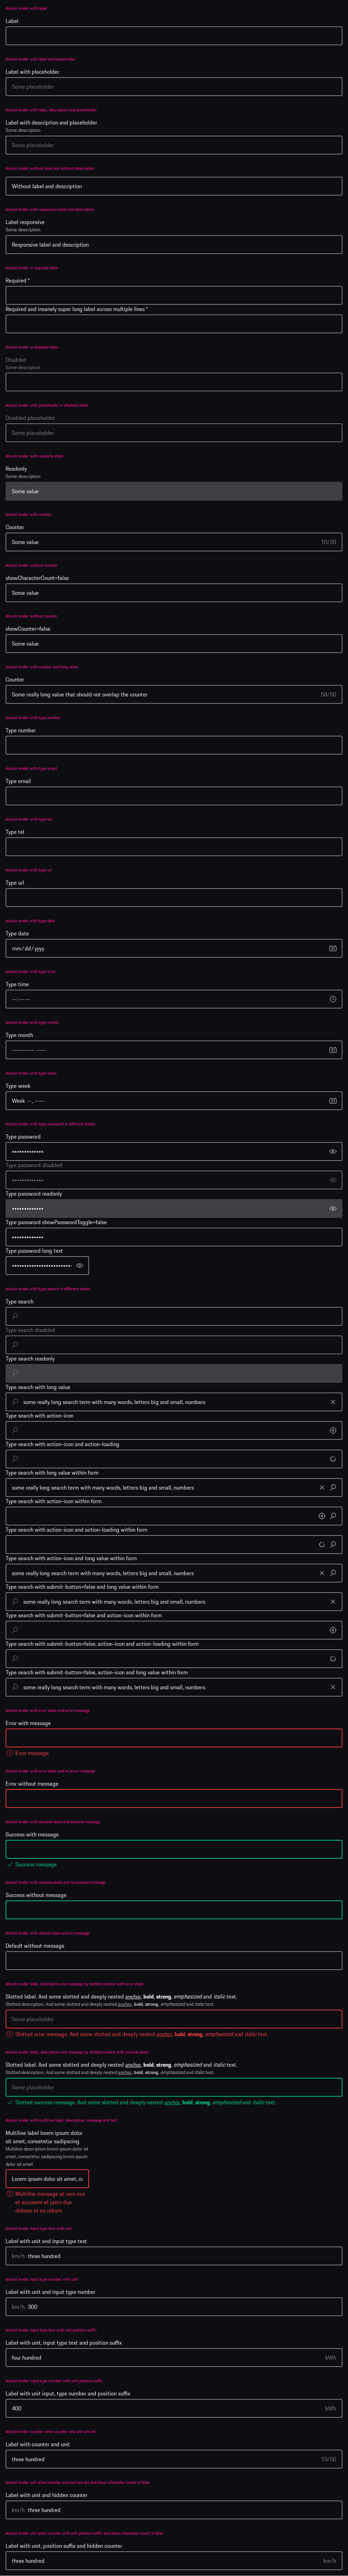 should render with label
Label
should render with label and placeholder
Label with placeholder
Some placeholder
should render with label, description and placeholder
Label with description and placeholder
Some description
Some placeholder
should render without label and without description
Without label and description
should render with responsive label and description
Label responsive
Some description
Responsive label and description
should render in required state
Required *
Required and insanely super long label across multiple lines *
should render in disabled state
Disabled
Some description
should render with placeholder in disabled state
Disabled placeholder
Some placeholder
should render with readonly state
Readonly
Some description
Some value
should render with counter
Counter
Some value 10/20
should render without counter
showCharacterCount=false
Some value
should render without counter
showCounter=false
Some value
should render with counter and long value
Counter
Some really long value that should not overlap the counter 58/50
should render with type number
Type number
should render with type email
Type email
should render with type tel
Type tel
should render with type url
Type url
should render with type date
Type date
mm/dd/yyyy
should render with type time
Type time
--:-- --
should render with type month
Type month
--------- ----
should render with type week
Type week
Week --, ----
should render with type password in different states
Type password
Type password disabled
Type password readonly
Type password showPasswordToggle=false
Type password long text
should render with type search in different states
Type search
Type search disabled
Type search readonly
Type search with long value
some really long search term with many words, letters big and small, numbers
Type search with action-icon
Type search with action-icon and action-loading
Type search with long value within form
some really long search term with many words, letters big and small, numbers
Type search with action-icon within form
Type search with action-icon and action-loading within form
Type search with action-icon and long value within form
some really long search term with many words, letters big and small, numbers
Type search with submit-button=false and long value within form
some really long search term with many words, letters big and small, numbers
Type search with submit-button=false and action-icon within form
Type search with submit-button=false, action-icon and action-loading within form
Type search with submit-button=false, action-icon and long value within form
some really long search term with many words, letters big and small, numbers
should render with error state and error message
Error with message
Error message
should render with error state and no error message
Error without message
should render with success state and success message
Success with message
Success message
should render with success state and no success message
Success without message
should render with default state and no message
Default without message
should render label, description and message by slotted content with error state
Slotted label. And some slotted and deeply nested anchor, bold, strong, emphasized and italic text.
Slotted description. And some slotted and deeply nested anchor, bold, strong, emphasized and italic text.
Some placeholder
Slotted error message. And some slotted and deeply nested anchor, bold, strong, emphasized and italic text.
should render label, description and message by slotted content with success state
Slotted label. And some slotted and deeply nested anchor, bold, strong, emphasized and italic text.
Slotted description. And some slotted and deeply nested anchor, bold, strong, emphasized and italic text.
Some placeholder
Slotted success message. And some slotted and deeply nested anchor, bold, strong, emphasized and italic text.
should render with multiline label, description, message and text
Multiline label lorem ipsum dolor
sit amet, consetetur sadipscing
Multiline description lorem ipsum dolor sit
amet, consetetur sadipscing lorem ipsum
dolor sit amet
Lorem ipsum dolor sit amet, co
Multiline message at vero eos
et accusam et justo duo
dolores et ea rebum.
should render input type text with unit
Label with unit and input type text
km/h three hundred
should render input type number with unit
Label with unit and input type number
km/h 300
should render input type text with unit position suffix
Label with unit, input type text and position suffix
four hundred kWh
should render input type number with unit position suffix
Label with unit input, type number and position suffix
400 kWh
should render counter when counter and unit are set
Label with counter and unit
three hundred 13/50
should render unit when counter and unit are set and show-character-count is false
Label with unit and hidden counter
km/h three hundred
should render unit when counter with unit position suffix and show-character-count is false
Label with unit, position suffix and hidden counter
three hundred km/h